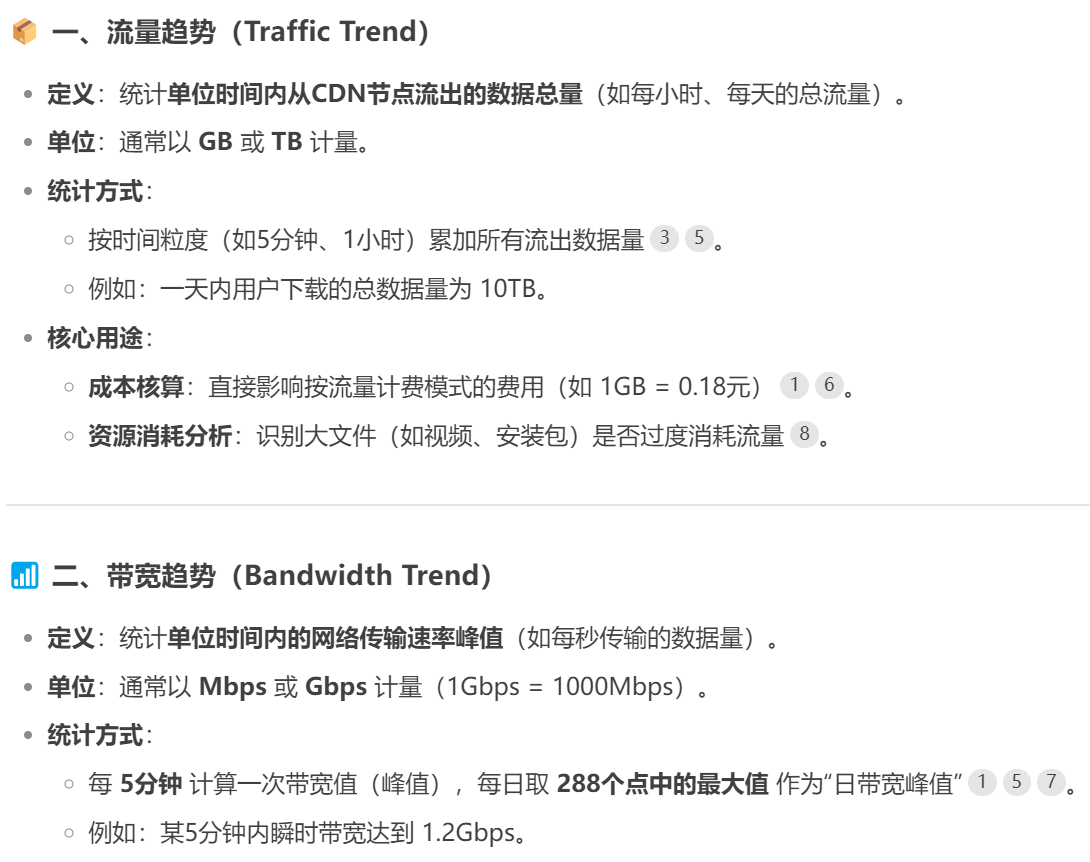 一、流量趋势（Traffic Trend）
定义：统计单位时间内从CDN节点流出的数据总量（如每小时、每天的总流量）。
单位：通常以 GB 或 TB 计量。
统计方式：
按时间粒度（如5分钟、1小时）累加所有流出数据量 3 5 。
例如：一天内用户下载的总数据量为 10TB。
核心用途：
成本核算：直接影响按流量计费模式的费用（如 1GB = 0.18元） 1 6 。
资源消耗分析：识别大文件（如视频、安装包）是否过度消耗流量 8 。
二、带宽趋势（Bandwidth Trend）
定义：统计单位时间内的网络传输速率峰值（如每秒传输的数据量）。
单位：通常以 Mbps 或 Gbps 计量（1Gbps = 1000Mbps）。
统计方式：
每 5分钟 计算一次带宽值（峰值），每日取 288个点中的最大值 作为“日带宽峰值” 1 5 7 。
例如：某5分钟内瞬时带宽达到 1.2Gbps。